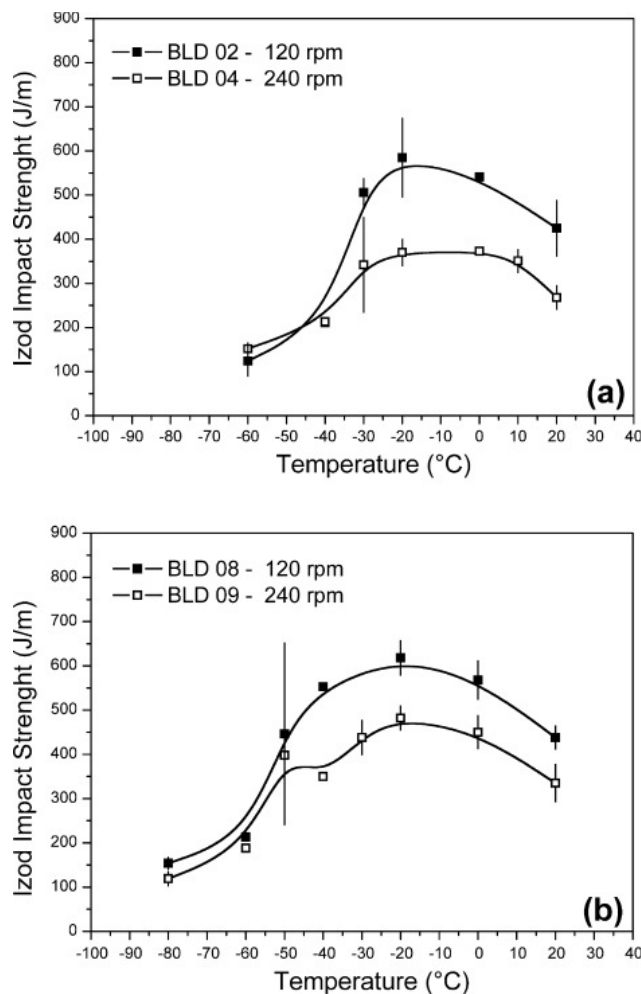 900
800
700
600
500
400
300
200
100
0
Izod Impact Strenght (J/m)
BLD 02 - 120 rpm
BLD 04 - 240 rpm
(a)
-100 -90 -80 -70 -60 -50 -40 -30 -20 -10 0 10 20 30 40
Temperature (°C)
900
800
700
600
500
400
300
200
100
0
Izod Impact Strenght (J/m)
BLD 08 - 120 rpm
BLD 09 - 240 rpm
(b)
-100 -90 -80 -70 -60 -50 -40 -30 -20 -10 0 10 20 30 40
Temperature (°C)